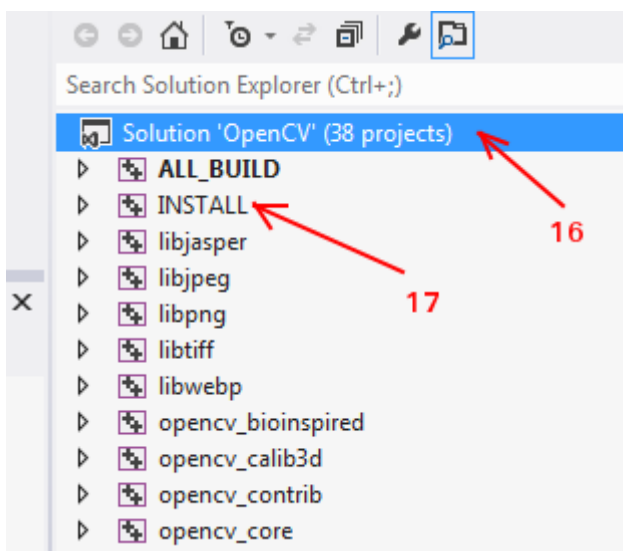 Search Solution Explorer (Ctrl+;)
Solution 'OpenCV' (38 projects)
ALL_BUILD
INSTALL
16
libjasper
libjpeg
17
libpng
libtiff
libwebp
opencv_bioinspired
opencv_calib3d
opencv_contrib
opencv_core